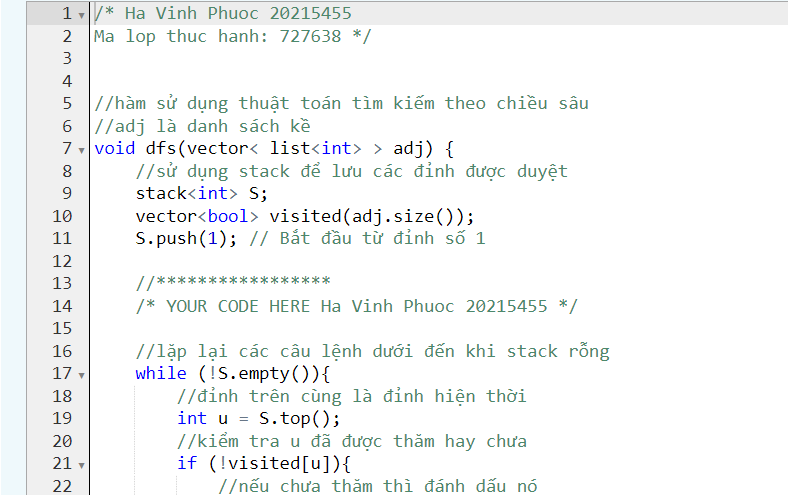 1 /* Ha Vinh Phuoc 20215455
2 Ma lop thuc hanh: 727638 */
3
4
5 //hàm sử dụng thuật toán tìm kiếm theo chiều sâu
6 //adj là danh sách kề
7 void dfs(vector< list<int> > adj) {
8 //sử dụng stack để lưu các đỉnh được duyệt
9 stack<int> S;
10 vector<bool> visited(adj.size());
11 S.push(1); // Bắt đầu từ đỉnh số 1
12
13 //*****************
14 /* YOUR CODE HERE Ha Vinh Phuoc 20215455 */
15
16 //lặp lại các câu lệnh dưới đến khi stack rỗng
17 while (!S.empty()){
18 //đỉnh trên cùng là đỉnh hiện thời
19 int u = S.top();
20 //kiểm tra u đã được thăm hay chưa
21 if (!visited[u]){
22 //nếu chưa thăm thì đánh dấu nó